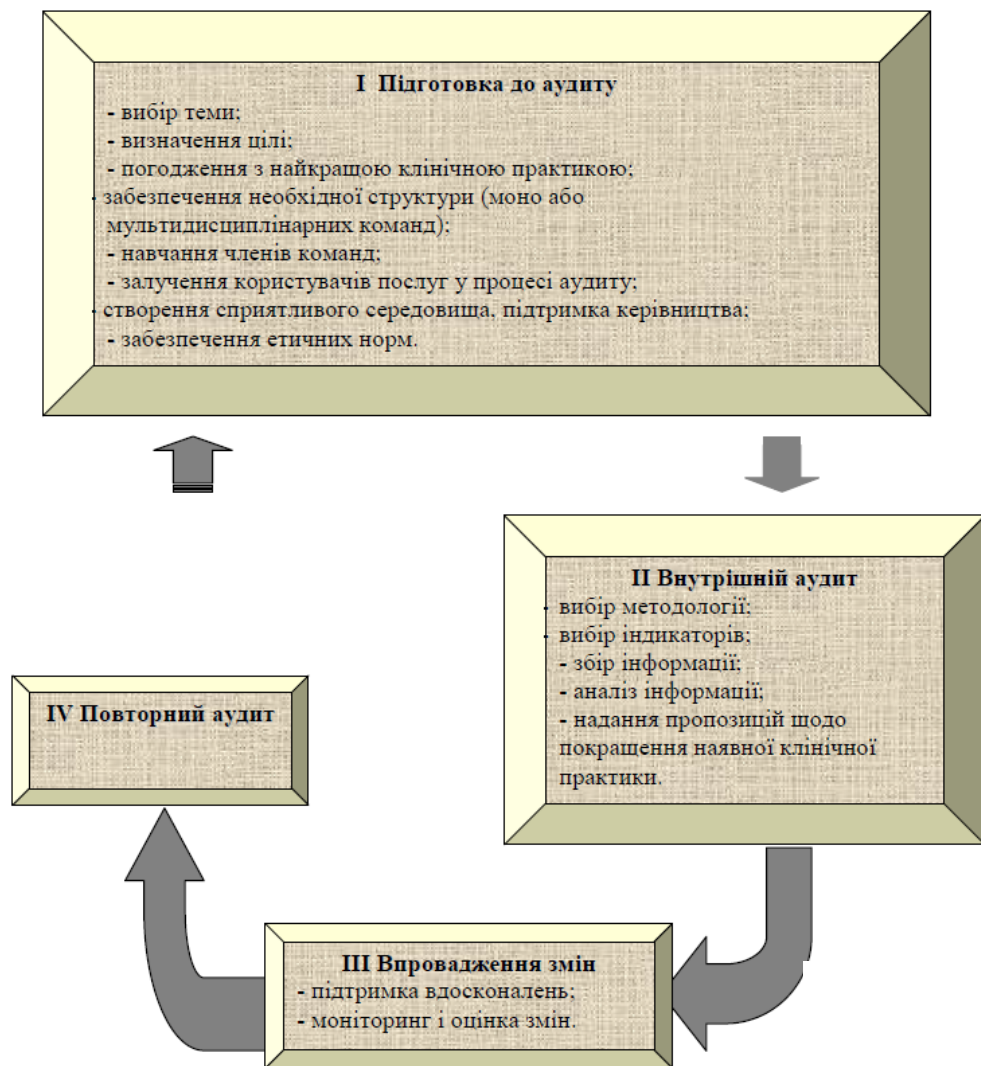 I Підготовка до аудиту
- вибір теми;
- визначення цілі;
- погодження з найкращою клінічною практикою;
- забезпечення необхідної структури (моно або
мультидисциплінарних команд);
- навчання членів команд;
- залучення користувачів послуг у процесі аудиту;
- створення сприятливого середовища, підтримка керівництва;
- забезпечення етичних норм.
II Внутрішній аудит
- вибір методології;
- вибір індикаторів;
- збір інформації;
- аналіз інформації;
- надання пропозицій щодо
покращення наявної клінічної
практики.
IV Повторний аудит
III Впровадження змін
- підтримка вдосконалень;
- моніторинг і оцінка змін.